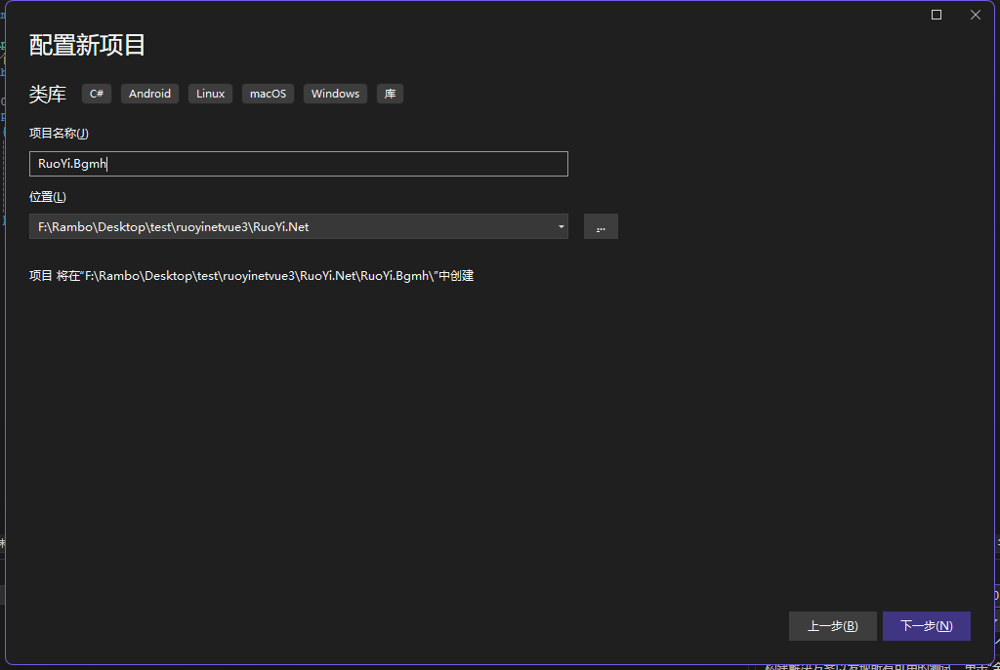 配置新项目
类库 C# Android Linux macOS Windows 库
项目名称(J)
RuoYi.Bgmh
位置(L)
F:\Rambo\Desktop\test\ruoyinetvue3\RuoYi.Net
...
项目 将在"F:\Rambo\Desktop\test\ruoyinetvue3\RuoYi.Net\RuoYi.Bgmh\"中创建
上一步(B) 下一步(N)